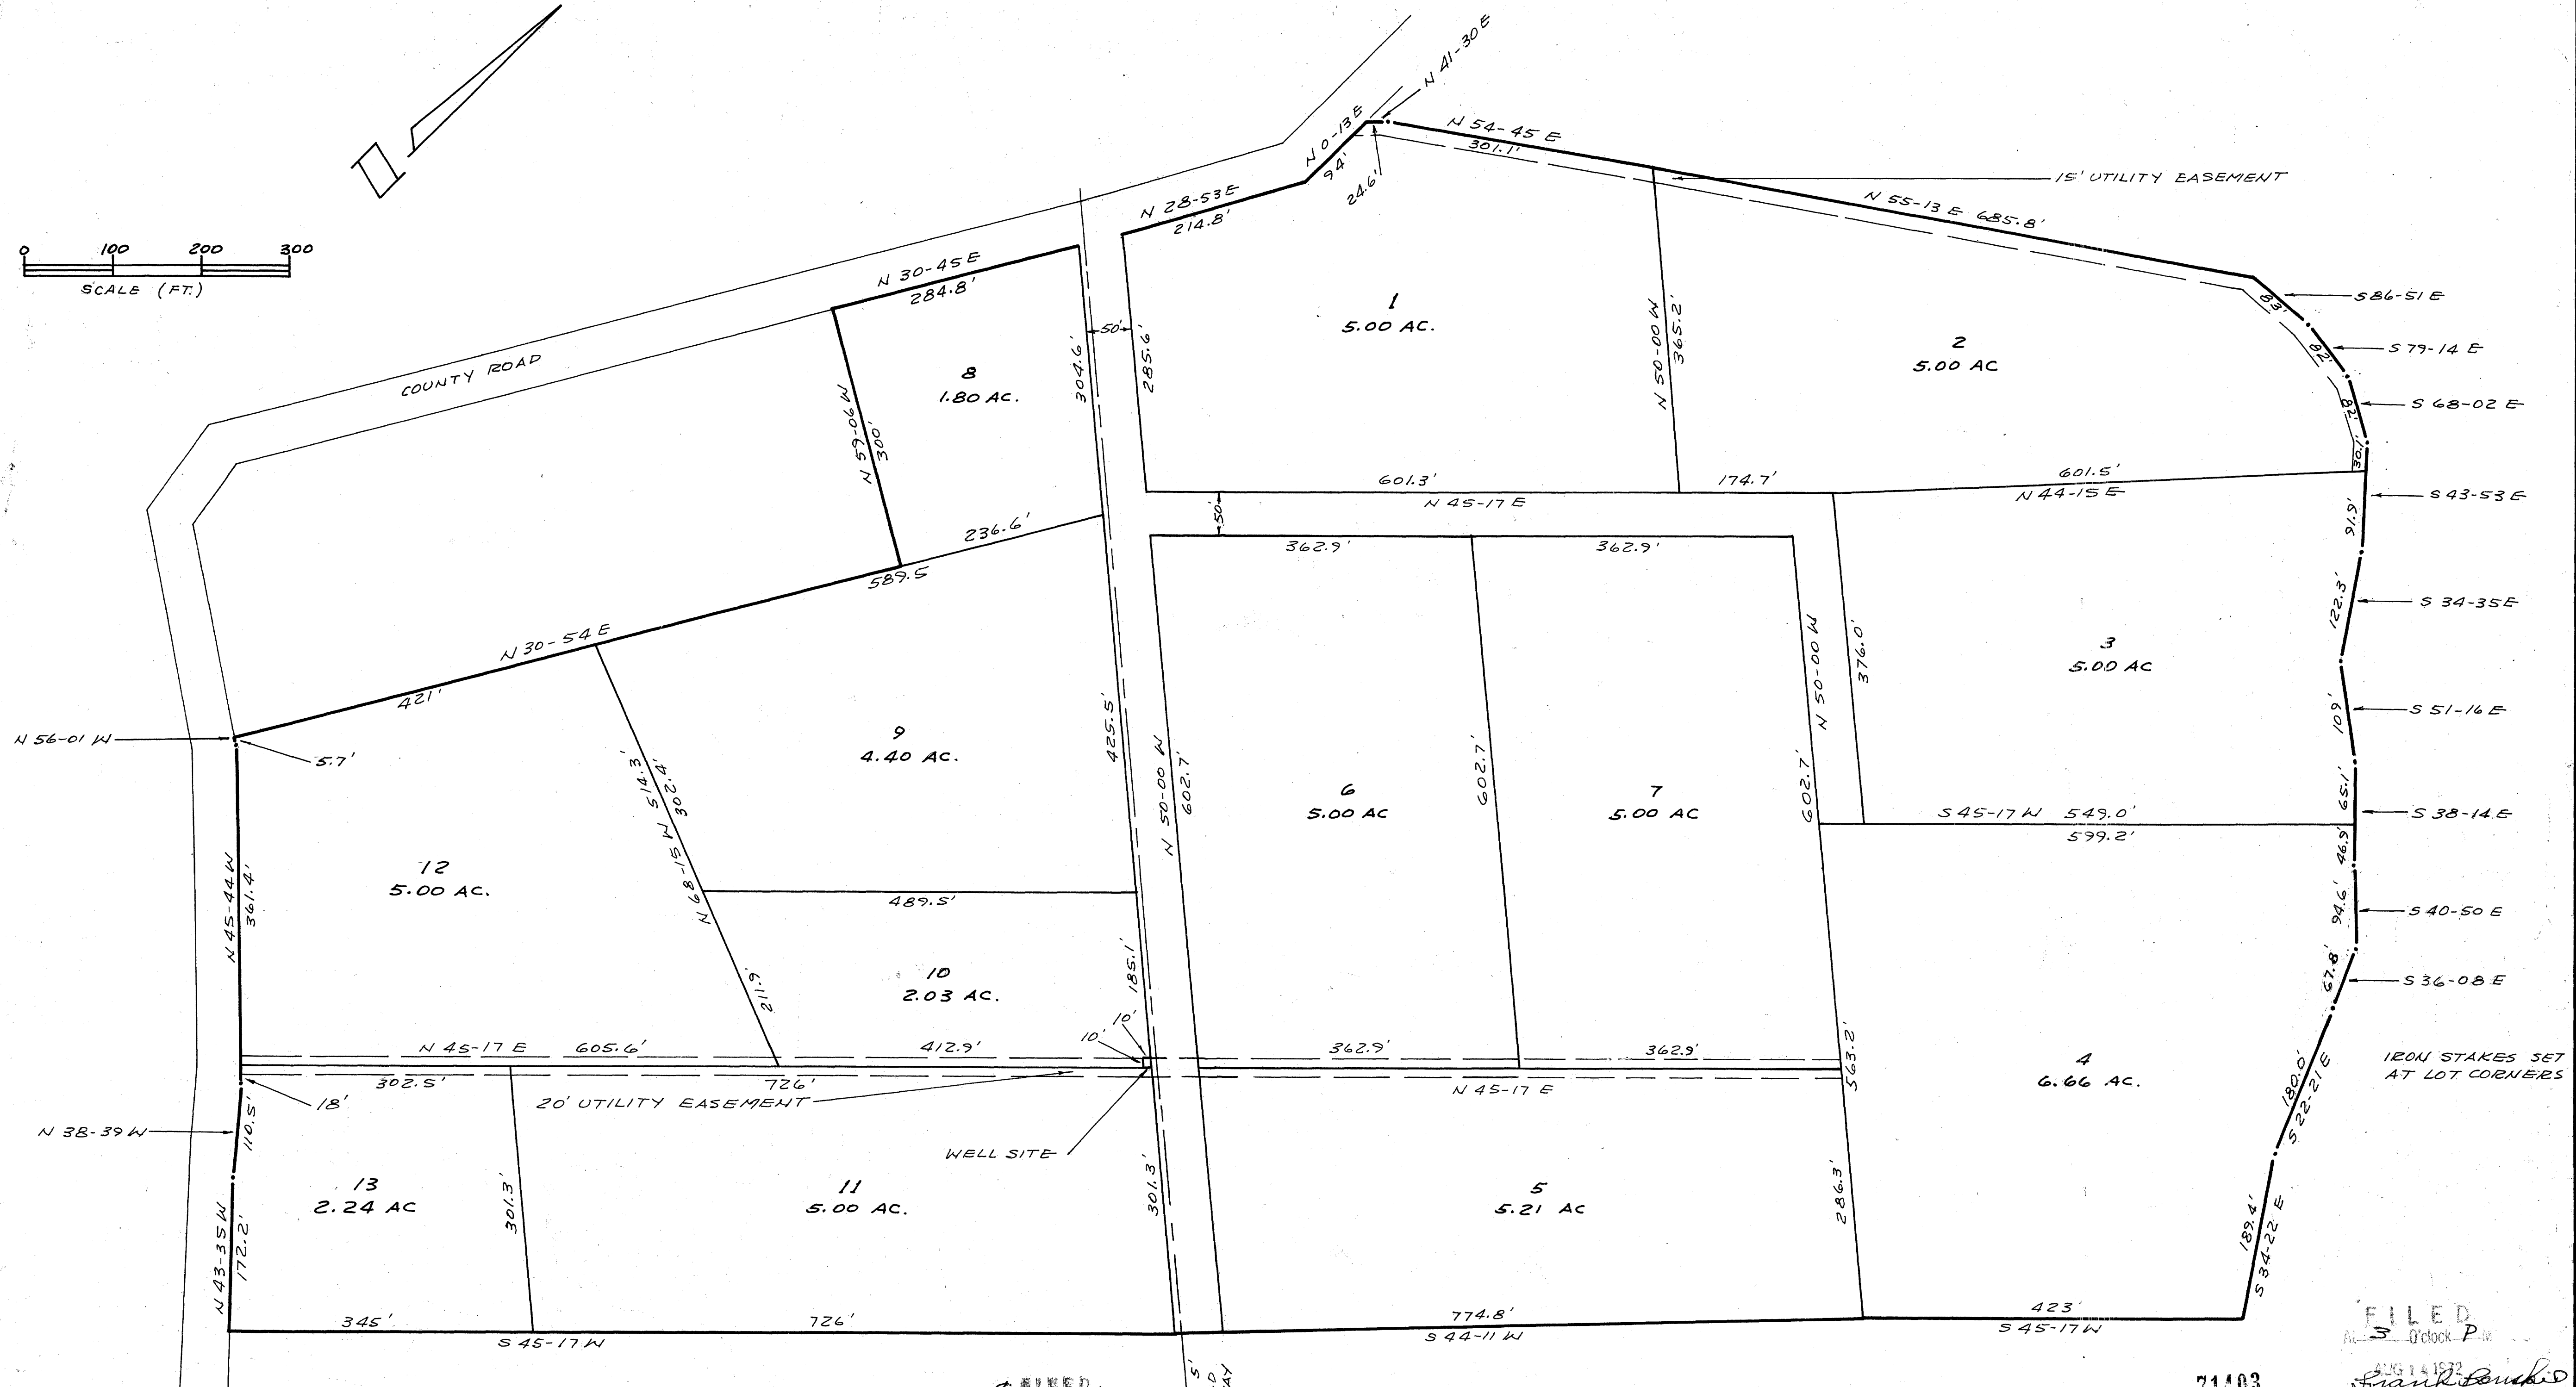 N 41-30 E
N 0-13 E
94'
24.6'
N 54-45 E
301.1'
15' UTILITY EASEMENT
N 55-13 E 685.8'
N 28-53 E
214.8'
0 100 200 300
SCALE (FT.)
N 30-45 E
284.8'
COUNTY ROAD
8
1.80 AC.
304.6'
50'
285.6'
1
5.00 AC.
N 50-00 W
365.2'
2
5.00 AC
83'
S 86-51 E
82'
S 79-14 E
82'
S 68-02 E
30.1'
N 59-06 W
300'
236.6'
589.5
601.3'
N 45-17 E
174.7'
601.5'
N 44-15 E
S 43-53 E
91.9'
50'
362.9'
362.9'
122.3'
S 34-35 E
N 30-54 E
421'
N 50-00 W
376.0'
3
5.00 AC
109'
S 51-16 E
N 56-01 W
5.7'
9
4.40 AC.
425.5'
N 50-00 W
602.7'
6
5.00 AC
602.7'
7
5.00 AC
602.7'
S 45-17 W 549.0'
599.2'
65.1'
S 38-14 E
46.9'
N 68-15 W 514.3'
302.4'
12
5.00 AC.
N 45-44 W
361.4'
489.5'
94.6'
S 40-50 E
10
2.03 AC.
211.9'
185.1'
67.8'
S 36-08 E
10'
10'
N 45-17 E 605.6'
412.9'
362.9'
362.9'
563.2'
4
6.66 AC.
IRON STAKES SET
AT LOT CORNERS
302.5'
726'
N 45-17 E
18'
20' UTILITY EASEMENT
180.0'
S 22-21 E
N 38-39 W
110.5'
WELL SITE
13
2.24 AC
301.3'
11
5.00 AC.
301.3'
5
5.21 AC
286.3'
189.4'
S 34-22 E
N 43-35 W
172.2'
345'
S 45-17 W
726'
774.8'
S 44-11 W
423'
S 45-17 W
FILED
At 3 O'clock P M
AUG 14 1972
71403
Frank
FILED
5'